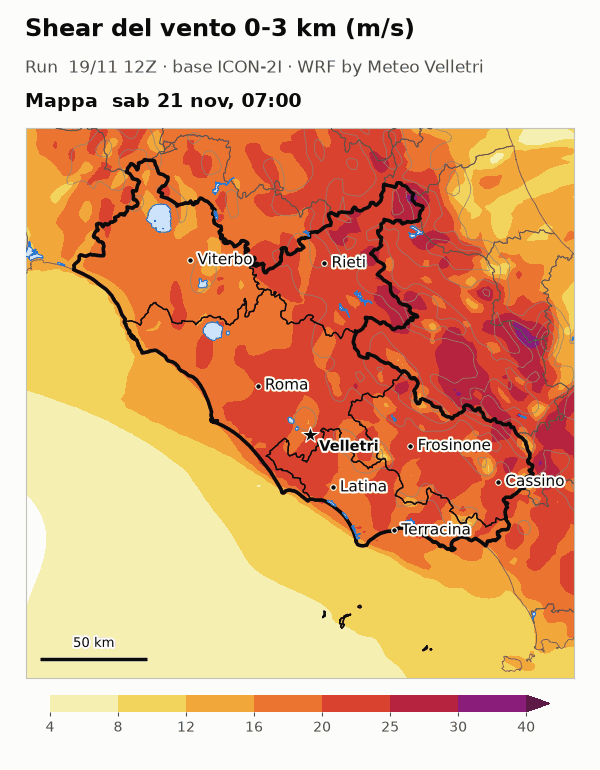 Shear del vento 0-3 km (m/s)
Run  19/11 12Z · base ICON-2I · WRF by Meteo Velletri
Mappa  sab 21 nov, 07:00
Viterbo
Rieti
Roma
Velletri
Frosinone
Cassino
Latina
Terracina
50 km
4 8 12 16 20 25 30 40